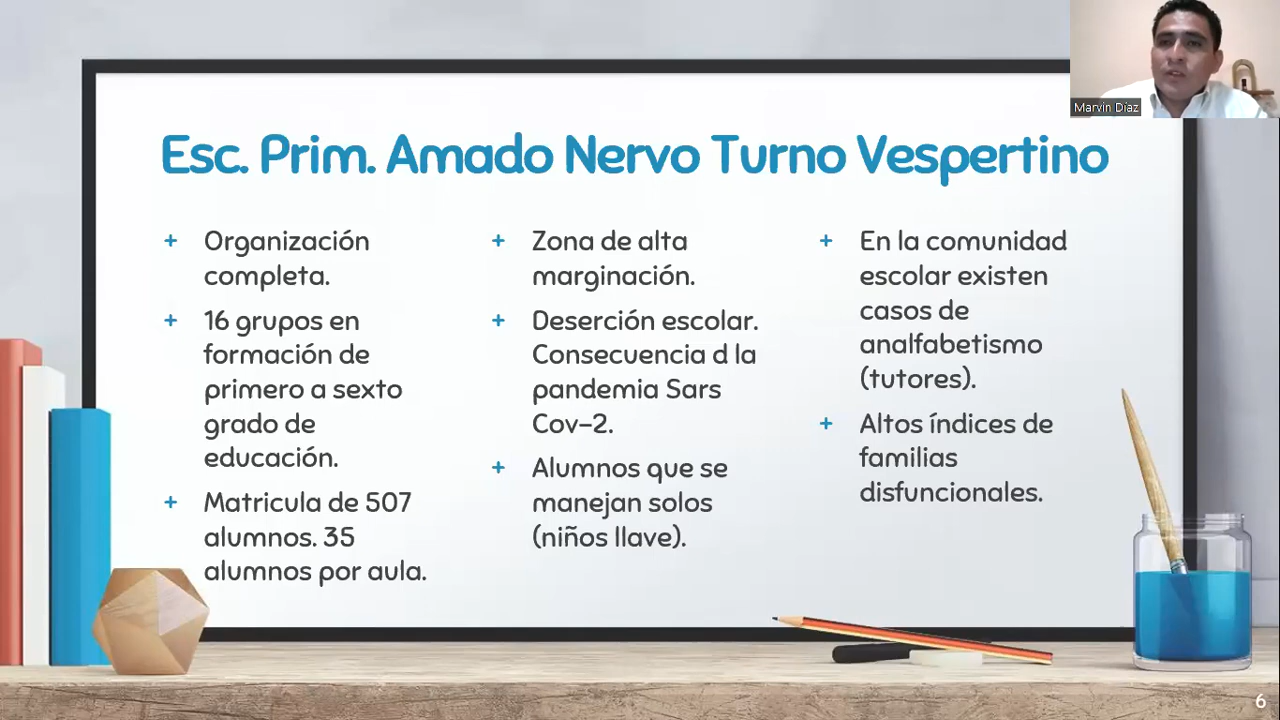 Marvin Díaz
Esc. Prim. Amado Nervo Turno Vespertino
+ Organización
completa.
+ 16 grupos en
formación de
primero a sexto
grado de
educación.
+ Matricula de 507
alumnos. 35
alumnos por aula.
+ Zona de alta
marginación.
+ Deserción escolar.
Consecuencia d la
pandemia Sars
Cov-2.
+ Alumnos que se
manejan solos
(niños llave).
+ En la comunidad
escolar existen
casos de
analfabetismo
(tutores).
+ Altos índices de
familias
disfuncionales.
6